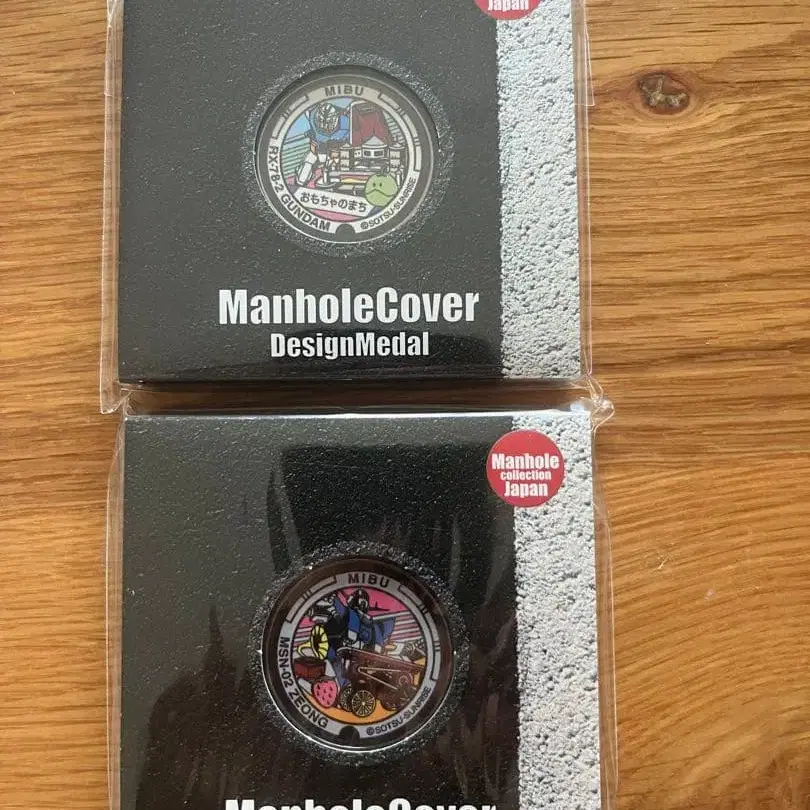 Japan
MIBU
RX-78-2 GUNDAM
おもちゃのまち
©SOTSU・SUNRISE
ManholeCover
DesignMedal
Manhole
collection
Japan
MIBU
MSN-02 ZEONG
©SOTSU・SUNRISE
ManholeCover